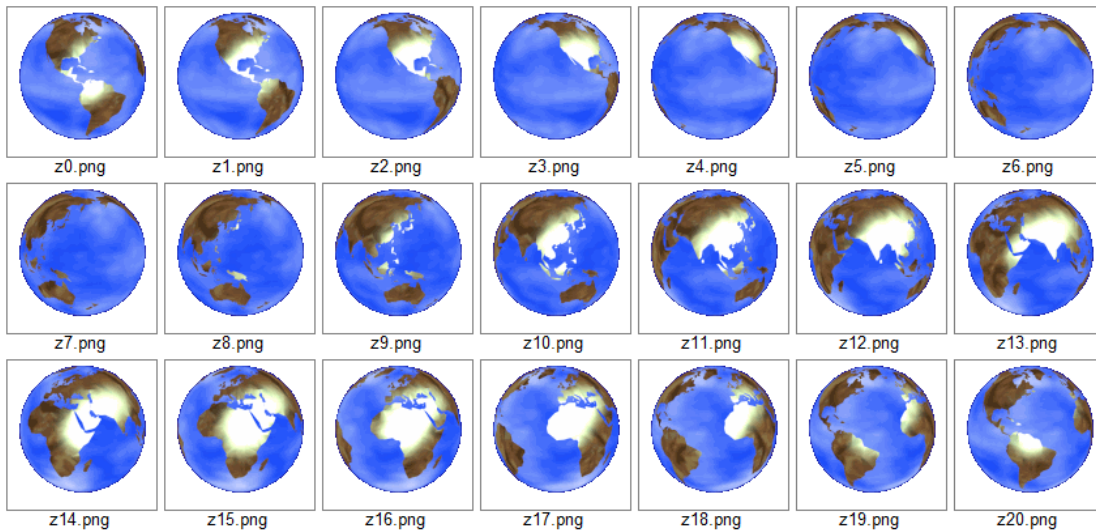 z0.png z1.png z2.png z3.png z4.png z5.png z6.png
z7.png z8.png z9.png z10.png z11.png z12.png z13.png
z14.png z15.png z16.png z17.png z18.png z19.png z20.png